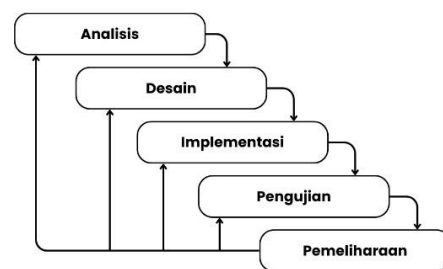 Analisis
Desain
Implementasi
Pengujian
Pemeliharaan